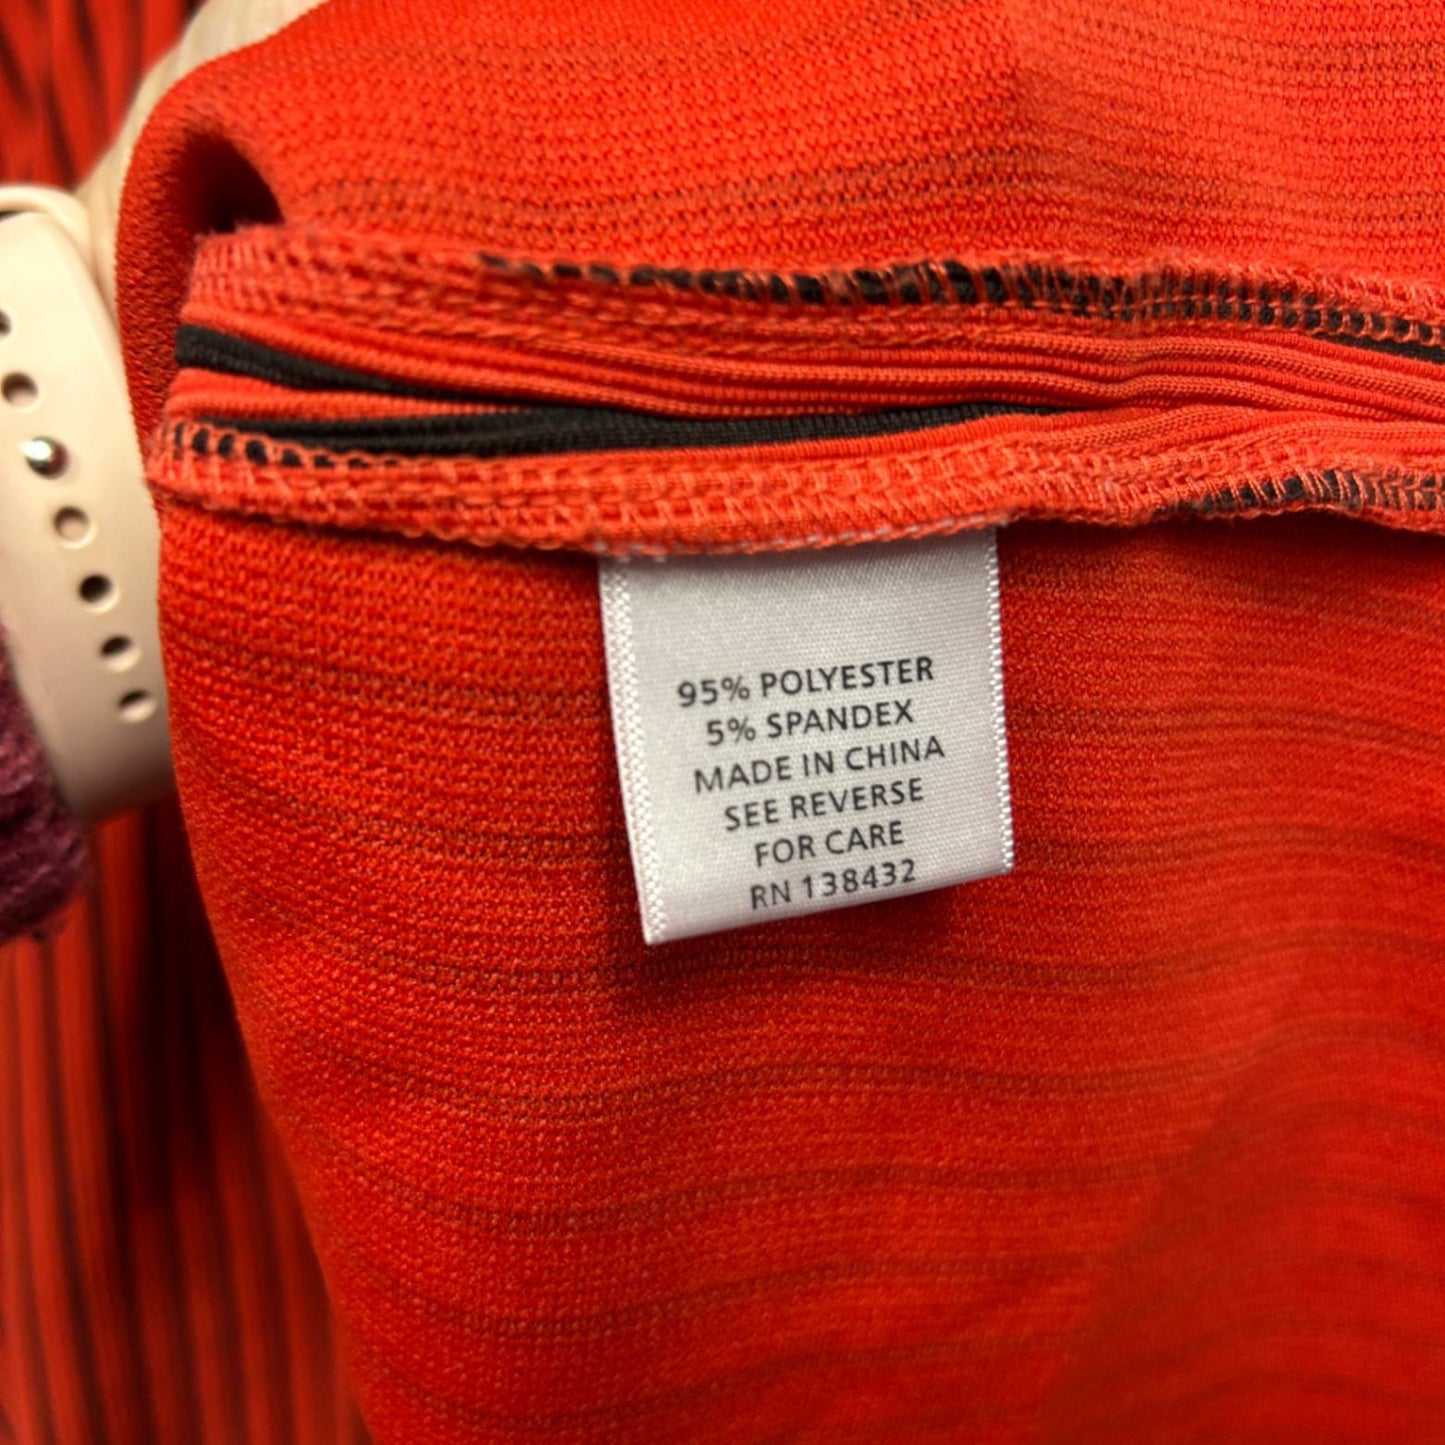 95% POLYESTER
5% SPANDEX
MADE IN CHINA
SEE REVERSE
FOR CARE
RN 138432